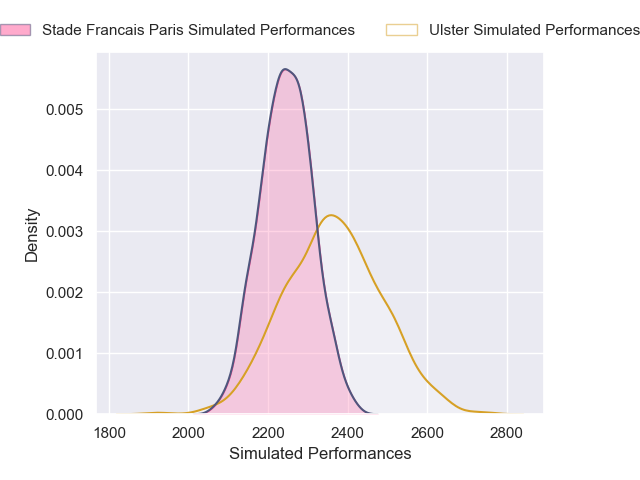 Stade Francais Paris Simulated Performances Ulster Simulated Performances
0.005
0.004
0.003
0.002
0.001
0.000
Density
1800 2000 2200 2400 2600 2800
Simulated Performances